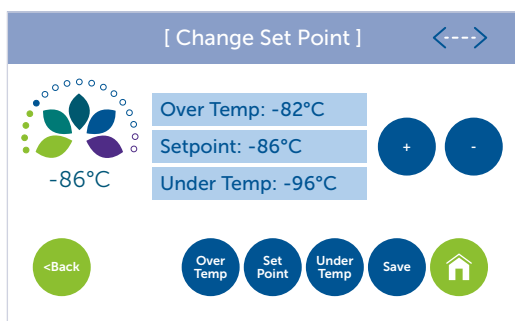 [ Change Set Point ]
Over Temp: -82°C
Setpoint: -86°C
Under Temp: -96°C
-86°C
+
-
<Back
Over
Temp
Set
Point
Under
Temp
Save